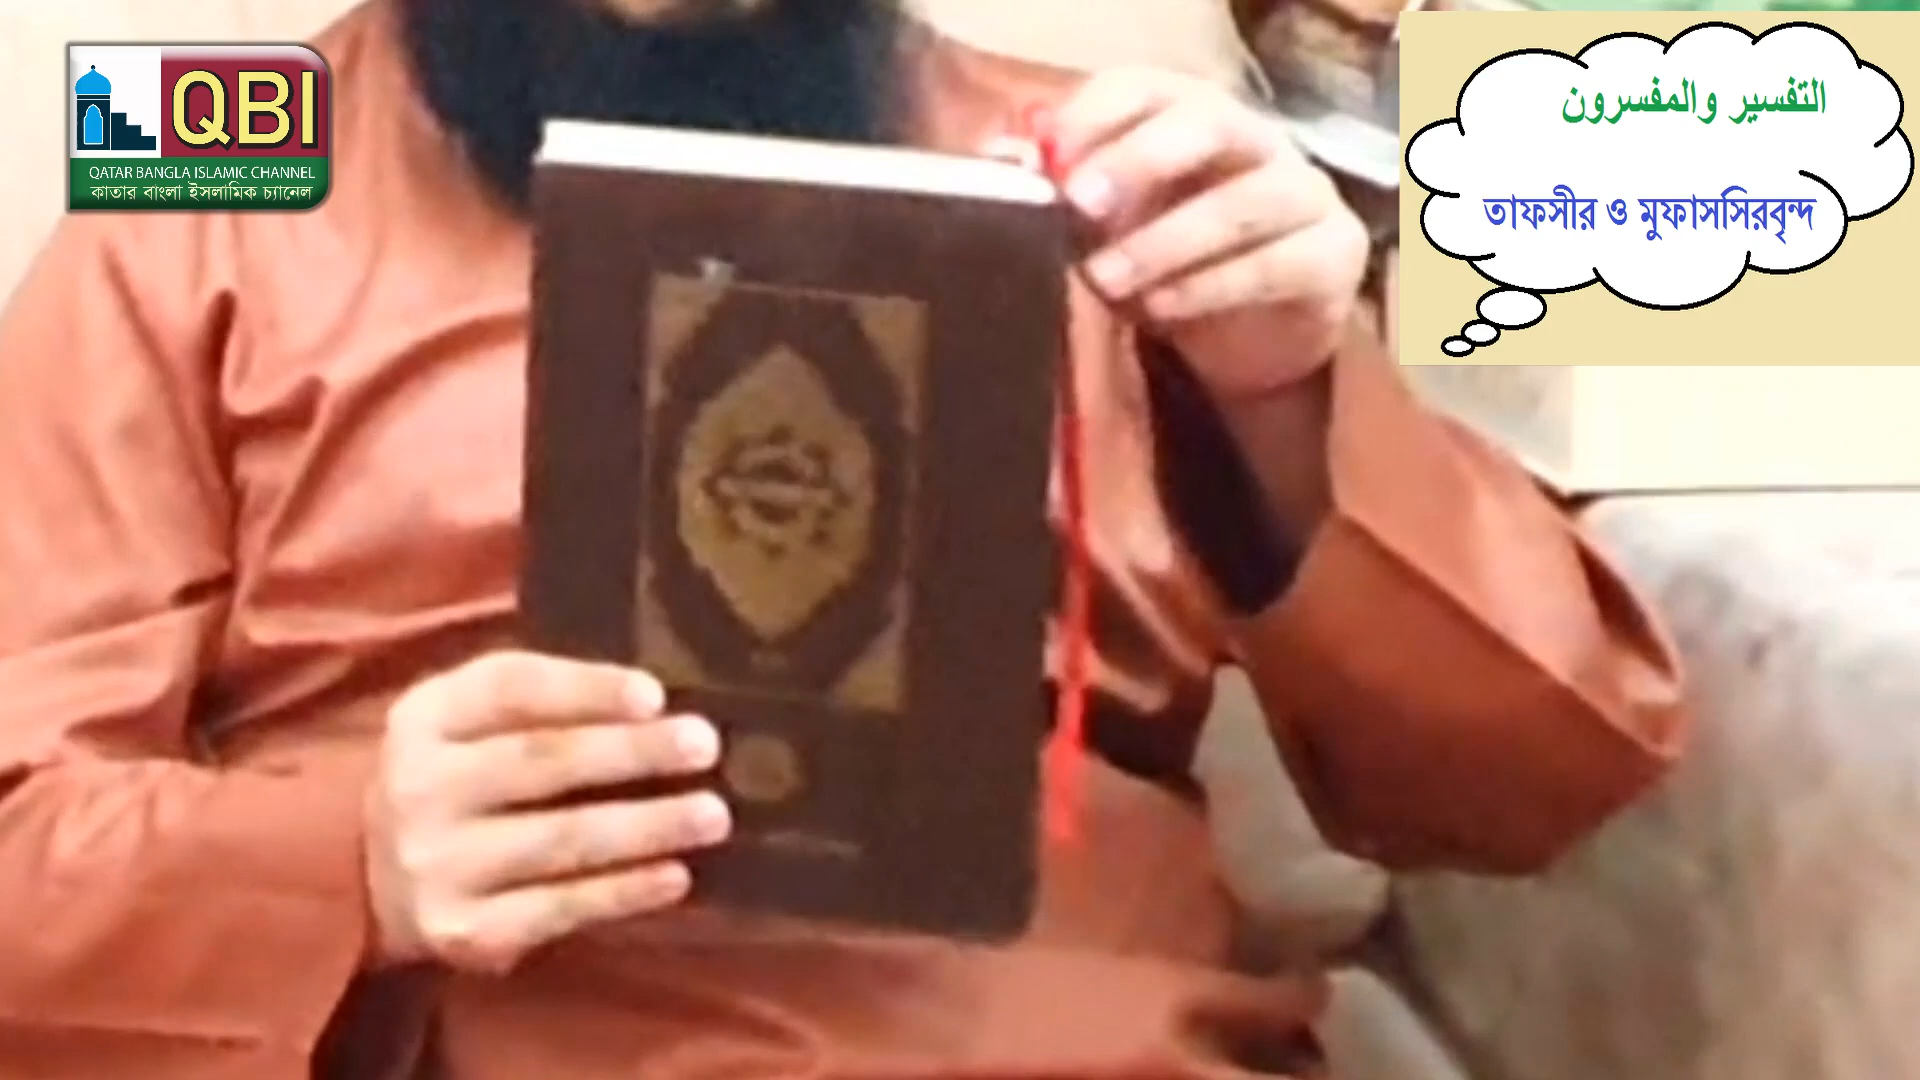 QBI
QATAR BANGLA ISLAMIC CHANNEL
কাতার বাংলা ইসলামিক চ্যানেল
التفسير والمفسرون
তাফসীর ও মুফাসসিরবৃন্দ